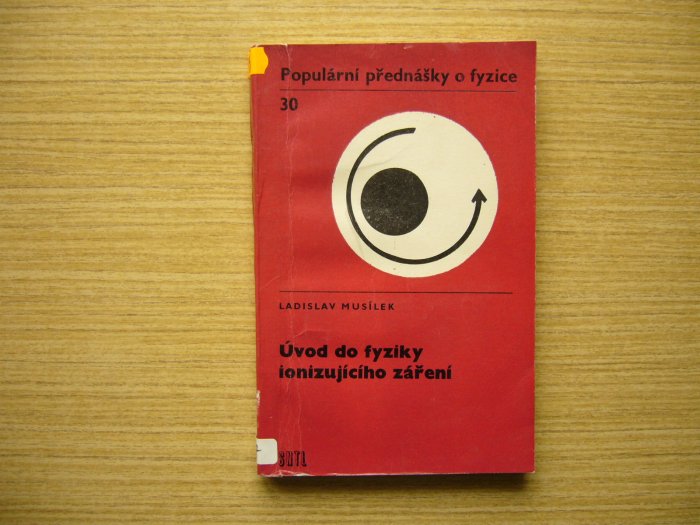 Populární přednášky o fyzice
30
LADISLAV MUSÍLEK
Úvod do fyziky
ionizujícího záření
SNTL